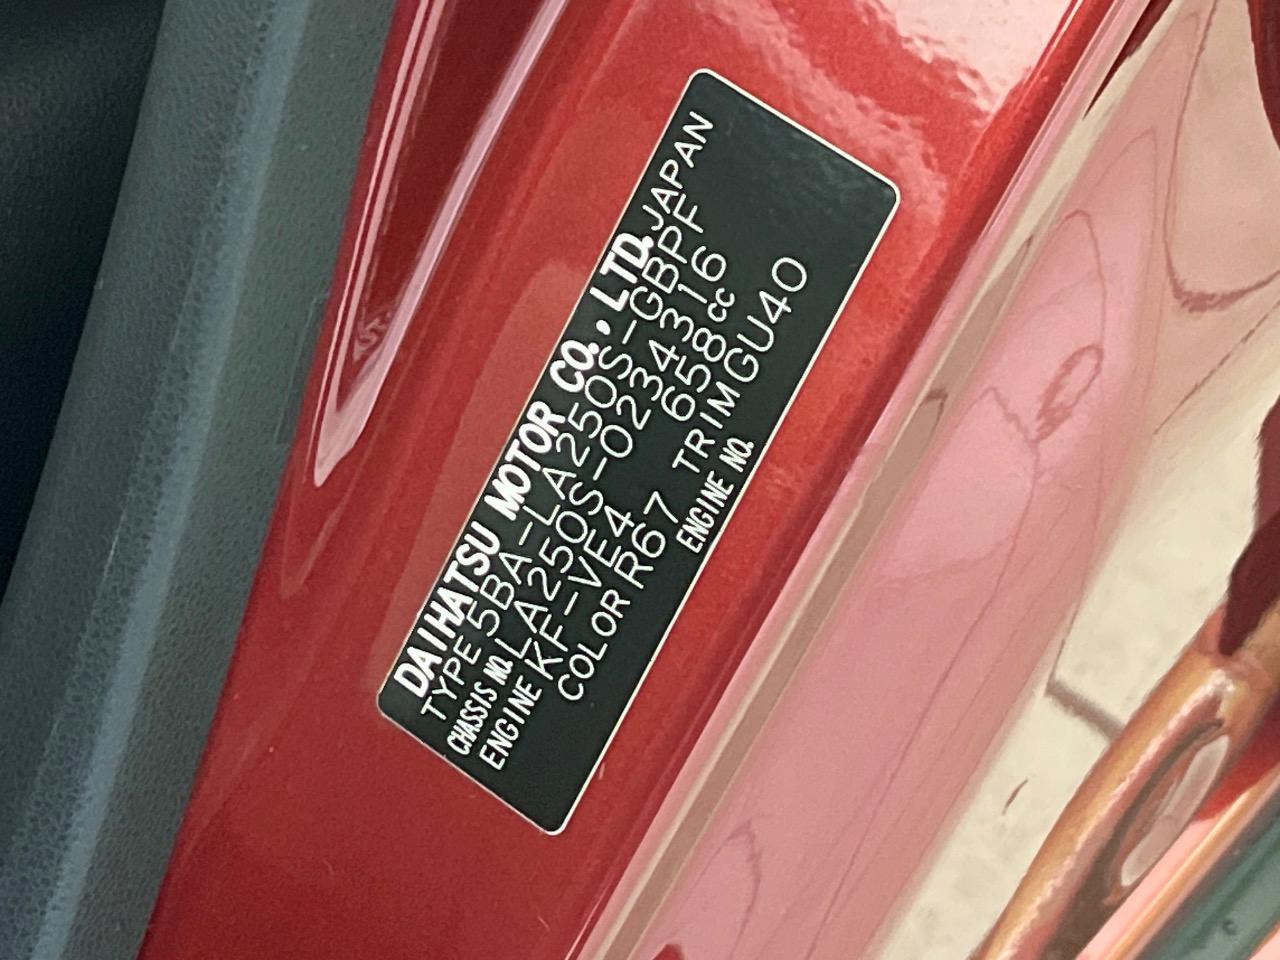 DAIHATSU MOTOR CO., LTD. JAPAN
TYPE 5BA-LA250S-GBPF
CHASSIS NO. LA250S-0234316
ENGINE KF-VE4 658cc
COLOR R67 TRIM GU40
ENGINE NO.